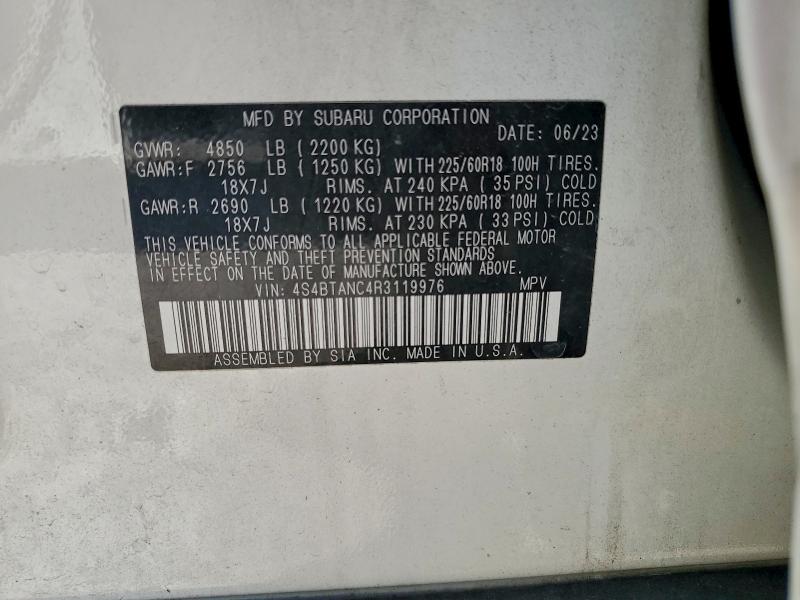 MFD BY SUBARU CORPORATION
DATE: 06/23
GVWR: 4850 LB (2200 KG)
GAWR:F 2756 LB (1250 KG) WITH 225/60R18 100H TIRES.
18X7J RIMS. AT 240 KPA (35 PSI) COLD
GAWR:R 2690 LB (1220 KG) WITH 225/60R18 100H TIRES.
18X7J RIMS. AT 230 KPA (33 PSI) COLD
THIS VEHICLE CONFORMS TO ALL APPLICABLE FEDERAL MOTOR
VEHICLE SAFETY AND THEFT PREVENTION STANDARDS
IN EFFECT ON THE DATE OF MANUFACTURE SHOWN ABOVE.
VIN: 4S4BTANC4R3119976 MPV
ASSEMBLED BY SIA INC. MADE IN U.S.A.